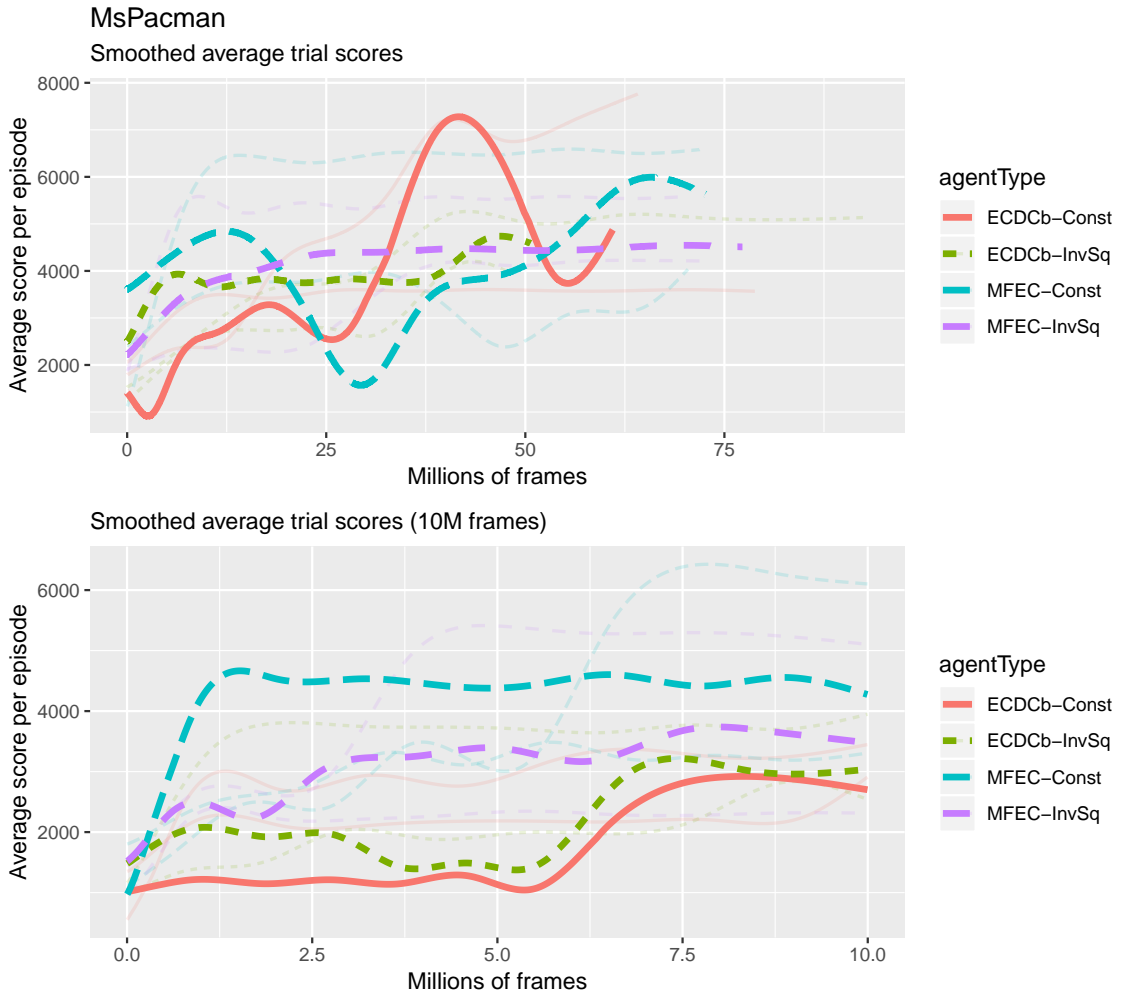 MsPacman
Smoothed average trial scores
8000
6000
4000
2000
Average score per episode
0
25
50
75
Millions of frames
agentType
ECDCb−Const
ECDCb−InvSq
MFEC−Const
MFEC−InvSq
Smoothed average trial scores (10M frames)
6000
4000
2000
Average score per episode
0.0
2.5
5.0
7.5
10.0
Millions of frames
agentType
ECDCb−Const
ECDCb−InvSq
MFEC−Const
MFEC−InvSq